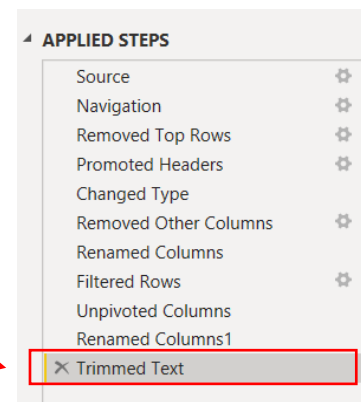 APPLIED STEPS
Source
Navigation
Removed Top Rows
Promoted Headers
Changed Type
Removed Other Columns
Renamed Columns
Filtered Rows
Unpivoted Columns
Renamed Columns1
Trimmed Text